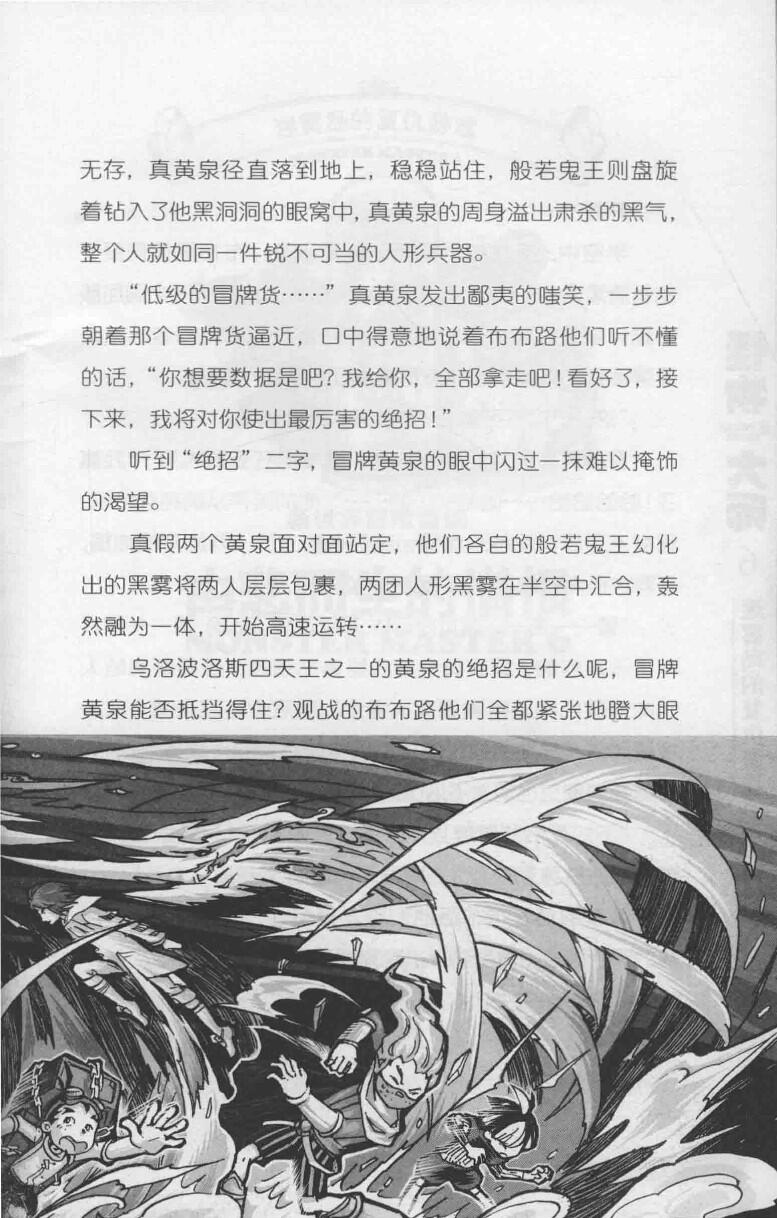 无存，真黄泉径直落到地上，稳稳站住，般若鬼王则盘旋
着钻入了他黑洞洞的眼窝中，真黄泉的周身溢出肃杀的黑气，
整个人就如同一件锐不可当的人形兵器。
“低级的冒牌货……”真黄泉发出鄙夷的嗤笑，一步步
朝着那个冒牌货逼近，口中得意地说着布布路他们听不懂
的话，“你想要数据是吧？我给你，全部拿走吧！看好了，接
下来，我将对你使出最厉害的绝招！”
听到“绝招”二字，冒牌黄泉的眼中闪过一抹难以掩饰
的渴望。
真假两个黄泉面对面站定，他们各自的般若鬼王幻化
出的黑雾将两人层层包裹，两团人形黑雾在半空中汇合，轰
然融为一体，开始高速运转……
乌洛波洛斯四天王之一的黄泉的绝招是什么呢，冒牌
黄泉能否抵挡得住？观战的布布路他们全都紧张地瞪大眼